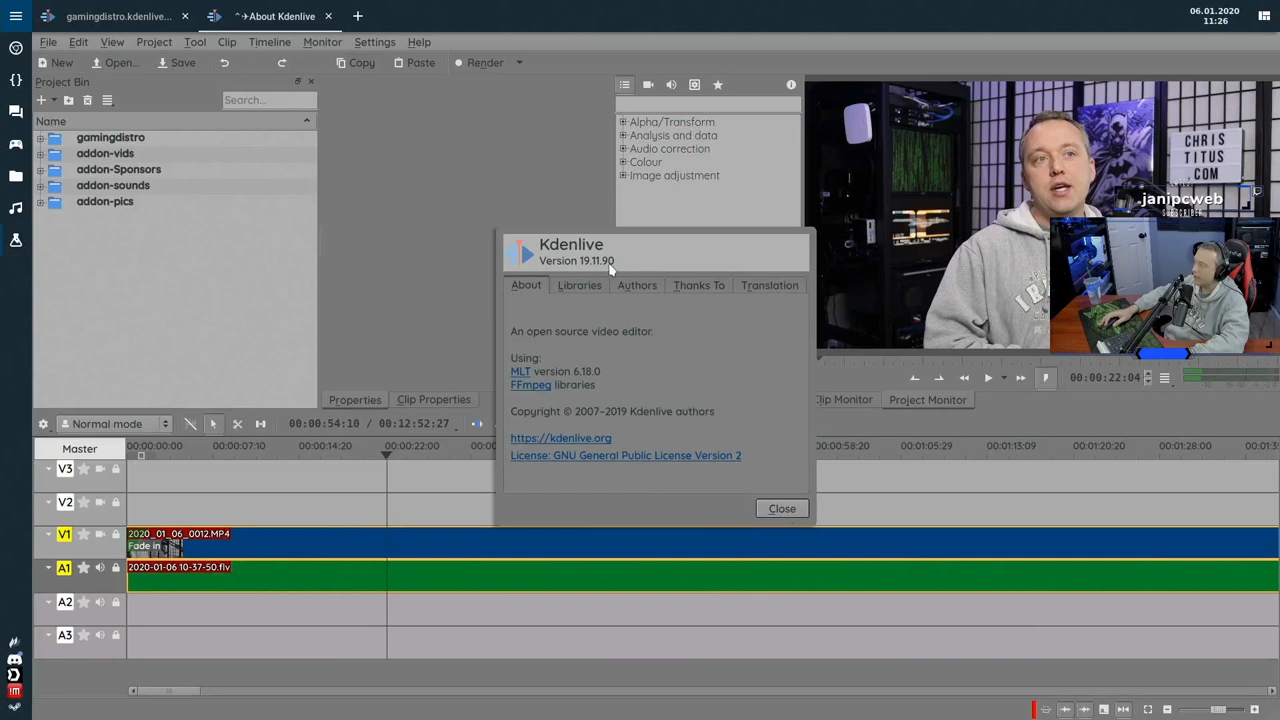 gamingdistro.kdenlive... ×
^✈About Kdenlive ×
+
06.01.2020
11:26
File Edit View Project Tool Clip Timeline Monitor Settings Help
New Open... Save Copy Paste Render
Project Bin
Search...
Name
gamingdistro
addon-vids
addon-Sponsors
addon-sounds
addon-pics
Alpha/Transform
Analysis and data
Audio correction
Colour
Image adjustment
CHRIS
TITUS
.COM
janipcweb
SUBSCRIBER
Kdenlive
Version 19.11.90
About Libraries Authors Thanks To Translation
An open source video editor.
Using:
MLT version 6.18.0
FFmpeg libraries
Copyright © 2007–2019 Kdenlive authors
https://kdenlive.org
License: GNU General Public License Version 2
Close
00:00:22:04
Properties Clip Properties
Clip Monitor Project Monitor
Normal mode 00:00:54:10 / 00:12:52:27
Master
00:00:00:00 00:00:07:10 00:00:14:20 00:00:22:00 00:00:58:20 00:01:05:29 00:01:13:09 00:01:20:20 00:01:28:00 00:01:3
V3
V2
V1
2020_01_06_0012.MP4
Fade in
A1
2020-01-06 10-37-50.flv
A2
A3